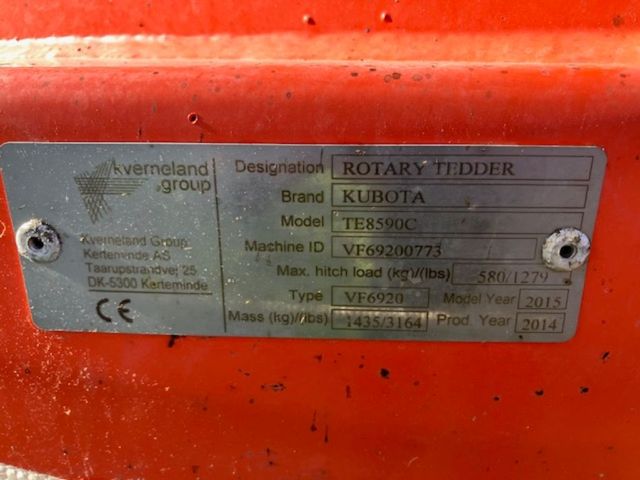 kverneland
group
Kverneland Group
Kerteminde AS
Taarupstrandvej 25
DK-5300 Kerteminde
CE
Designation ROTARY TEDDER
Brand KUBOTA
Model TE8590C
Machine ID VF69200773
Max. hitch load (kg)/(lbs) 580/1279
Type VF6920 Model Year 2015
Mass (kg)/(lbs) 1435/3164 Prod. Year 2014